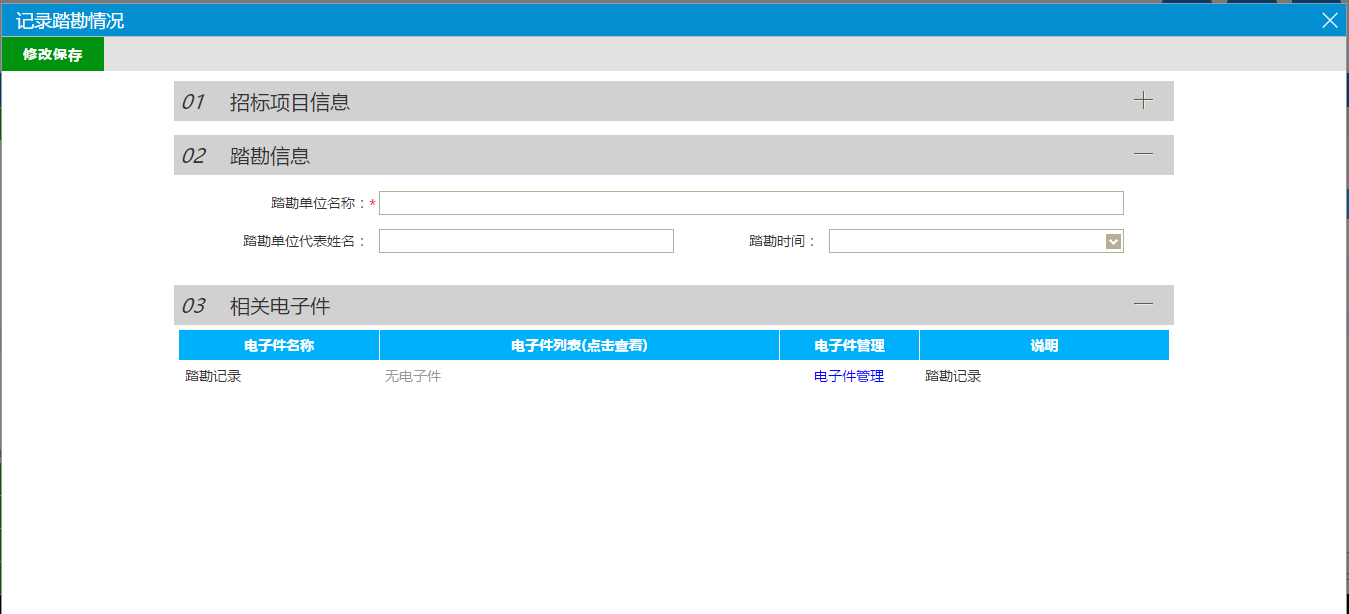 记录踏勘情况
修改保存
01 招标项目信息
02 踏勘信息
踏勘单位名称：*
踏勘单位代表姓名： 踏勘时间：
03 相关电子件
电子件名称 电子件列表(点击查看) 电子件管理 说明
踏勘记录 无电子件 电子件管理 踏勘记录